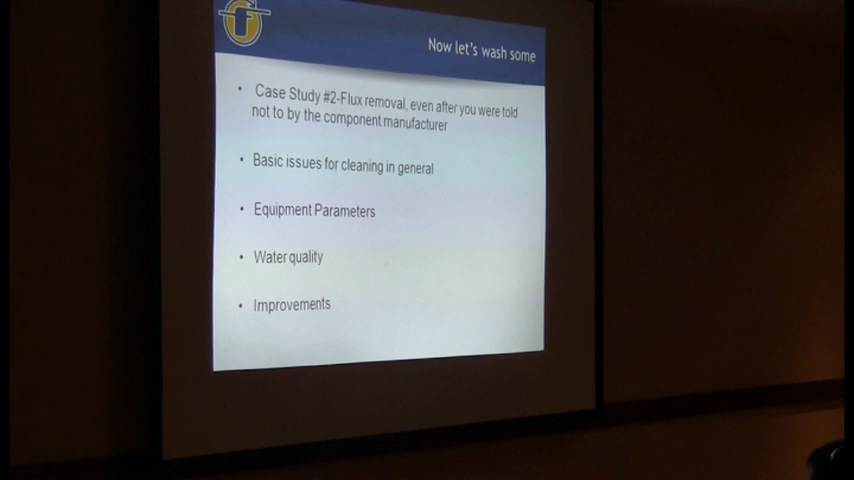 f
Now let's wash some
• Case Study #2-Flux removal, even after you were told
not to by the component manufacturer
• Basic issues for cleaning in general
• Equipment Parameters
• Water quality
• Improvements